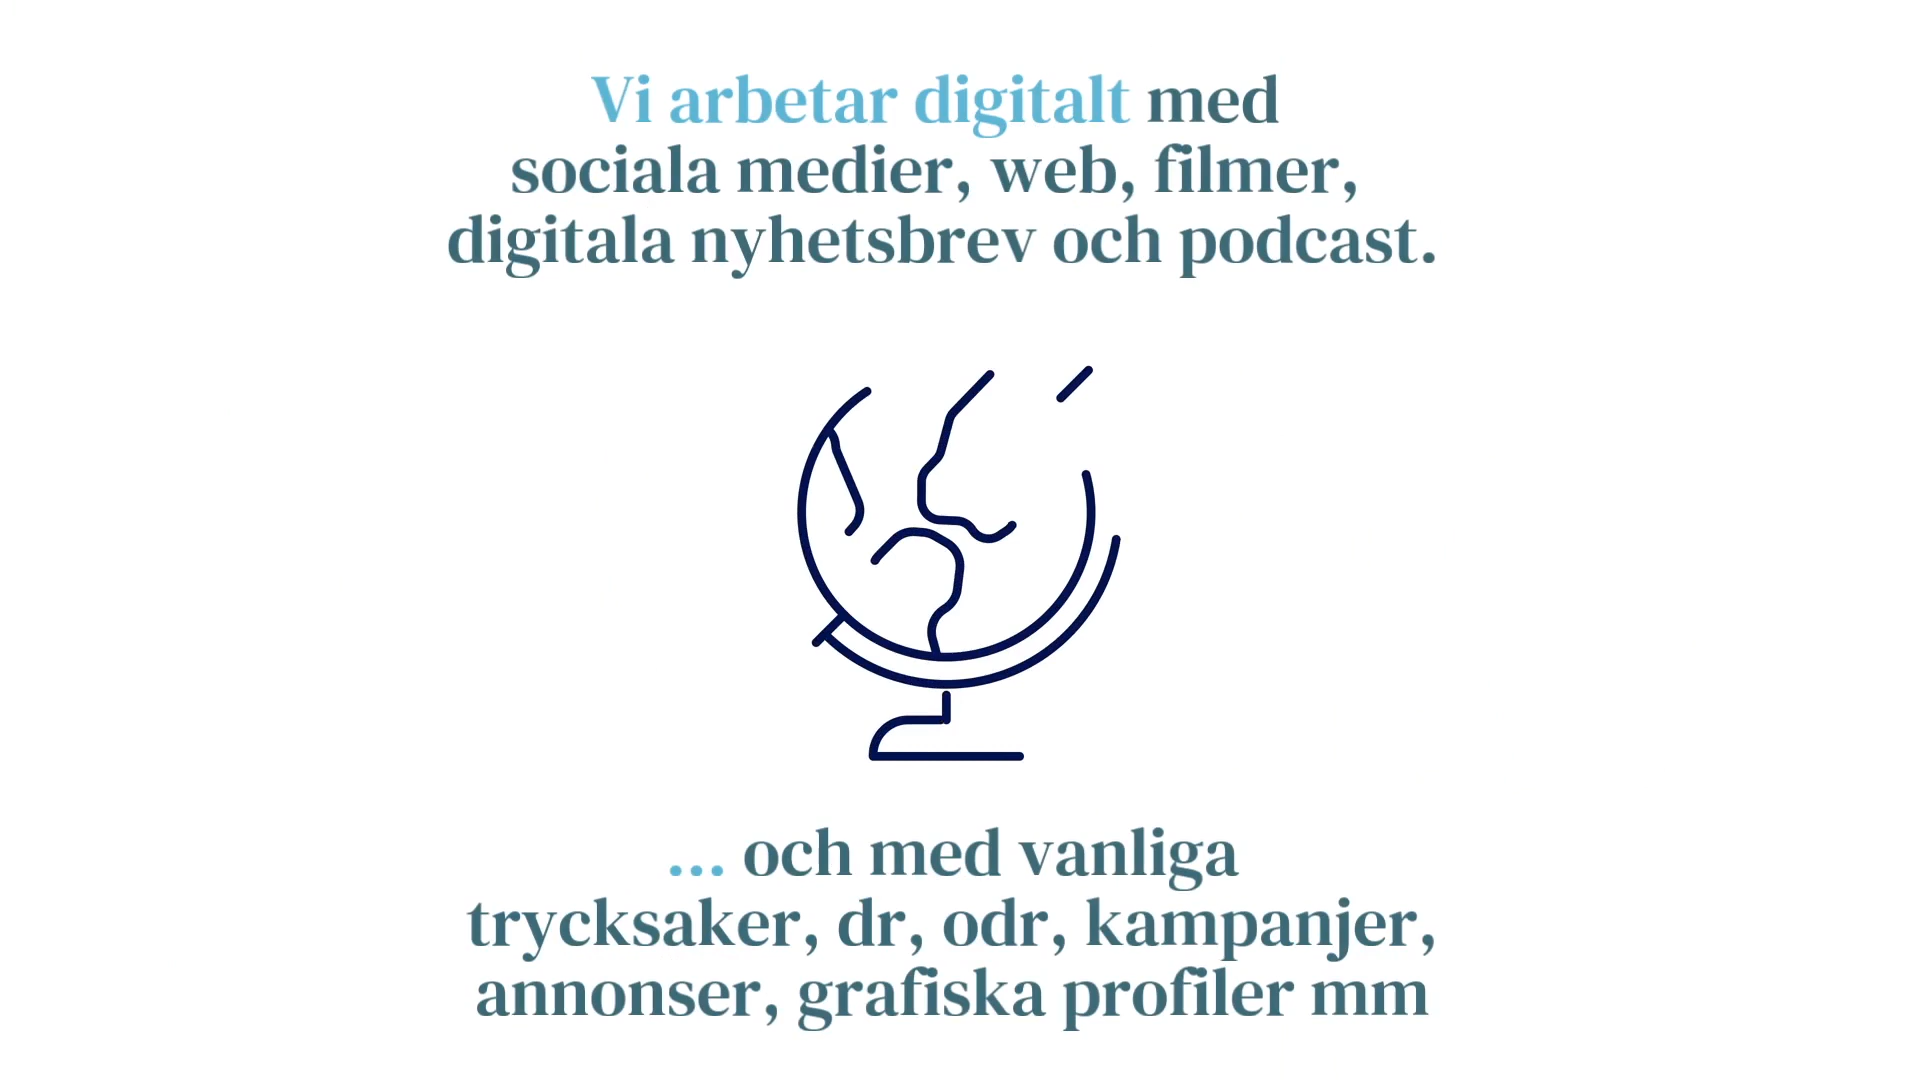 Vi arbetar digitalt med
sociala medier, web, filmer,
digitala nyhetsbrev och podcast.
... och med vanliga
trycksaker, dr, odr, kampanjer,
annonser, grafiska profiler mm